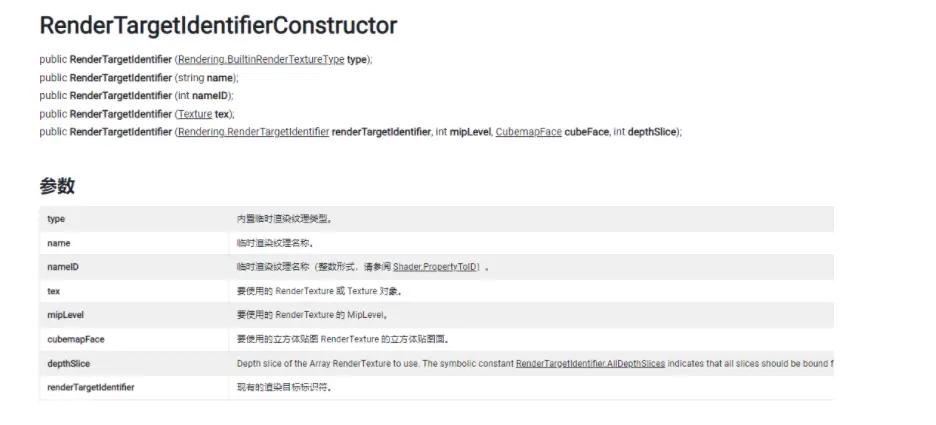 RenderTargetIdentifierConstructor
public RenderTargetIdentifier (Rendering.BuiltinRenderTextureType type);
public RenderTargetIdentifier (string name);
public RenderTargetIdentifier (int nameID);
public RenderTargetIdentifier (Texture tex);
public RenderTargetIdentifier (Rendering.RenderTargetIdentifier renderTargetIdentifier, int mipLevel, CubemapFace cubeFace, int depthSlice);
参数
type 内置临时渲染纹理类型。
name 临时渲染纹理名称。
nameID 临时渲染纹理名称（整数形式，请参阅 Shader.PropertyToID）。
tex 要使用的 RenderTexture 或 Texture 对象。
mipLevel 要使用的 RenderTexture 的 MipLevel。
cubemapFace 要使用的立方体贴图 RenderTexture 的立方体贴图面。
depthSlice Depth slice of the Array RenderTexture to use. The symbolic constant RenderTargetIdentifier.AllDepthSlices indicates that all slices should be bound f
renderTargetIdentifier 现有的渲染目标标识符。